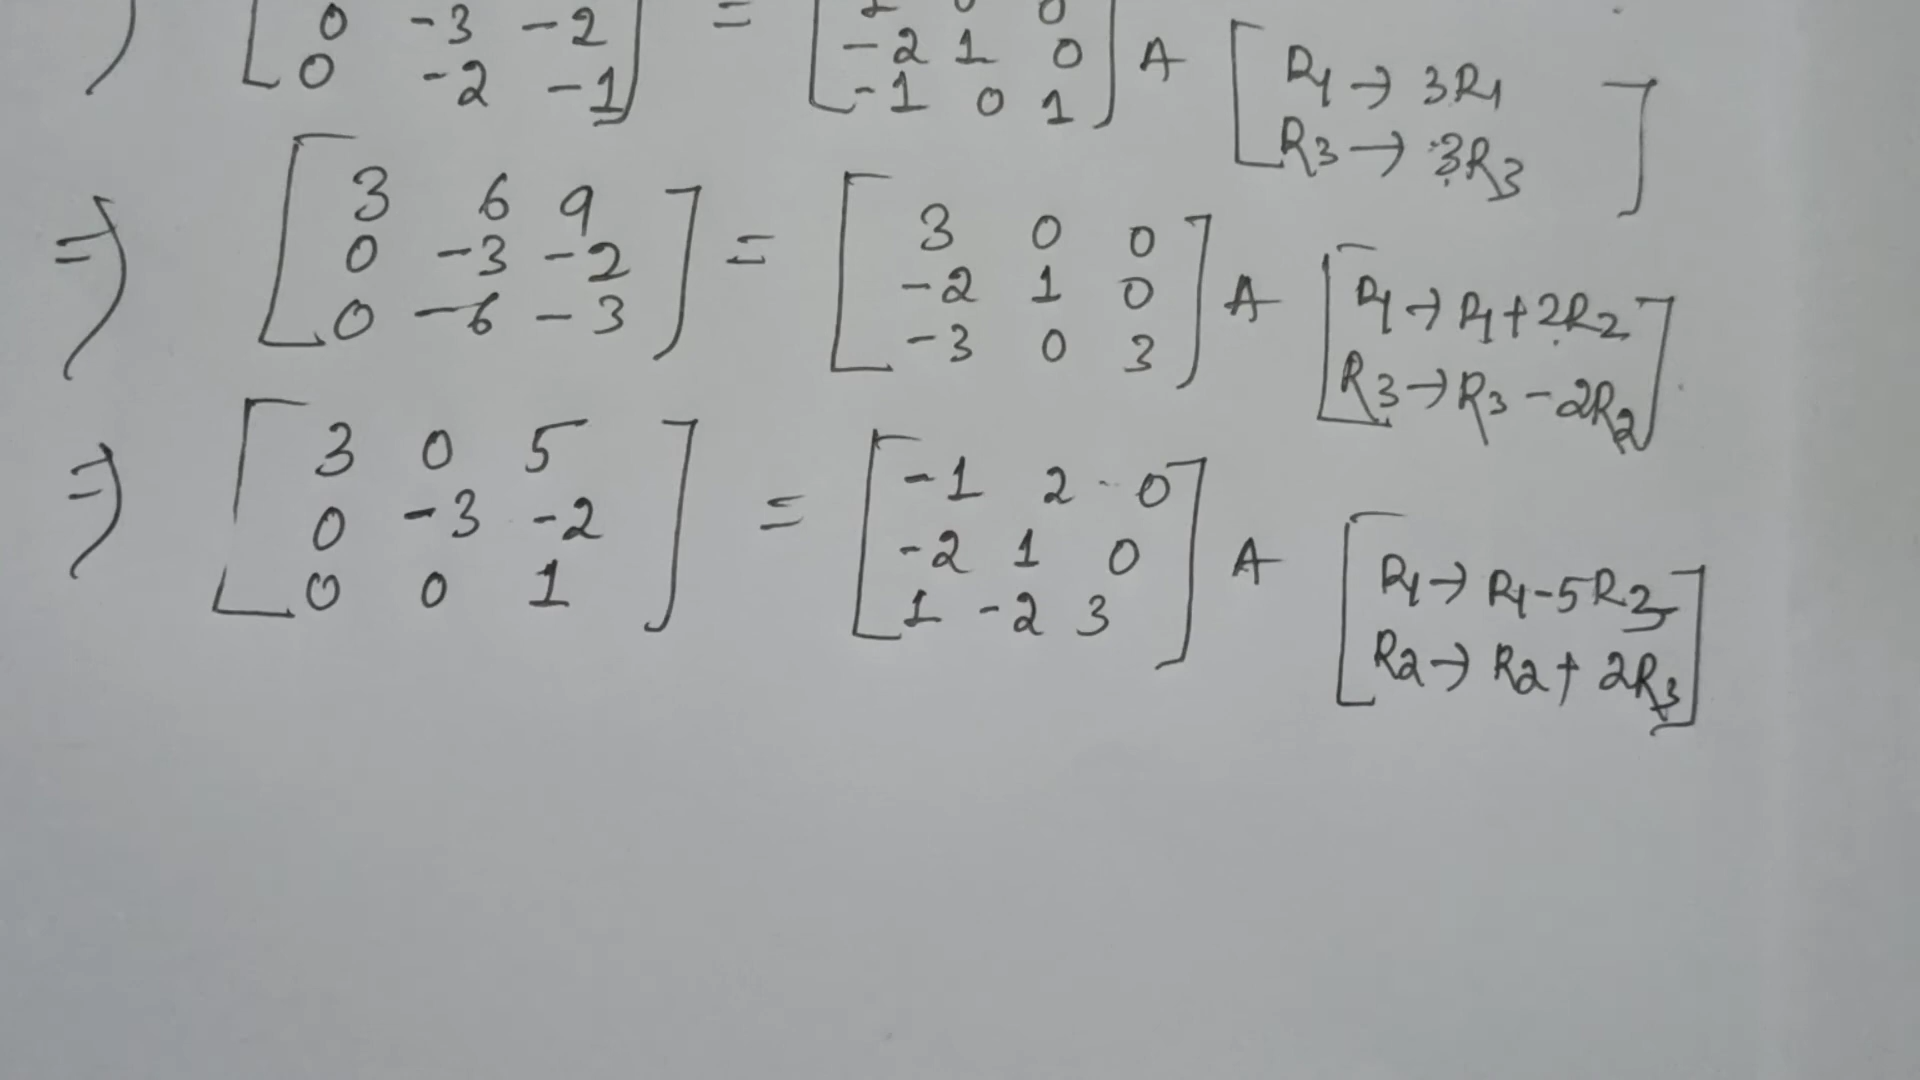 0 -3 -2 = 1 0 0
0 -2 -1 -2 1 0 A R1 → 3R1
-1 0 1 R3 → 3R3
⇒ 3 6 9 = 3 0 0
0 -3 -2 -2 1 0 A R1 → R1 + 2R2
0 -6 -3 -3 0 3 R3 → R3 - 2R2
⇒ 3 0 5 = -1 2 0
0 -3 -2 -2 1 0 A R1 → R1 - 5R3
0 0 1 1 -2 3 R2 → R2 + 2R3